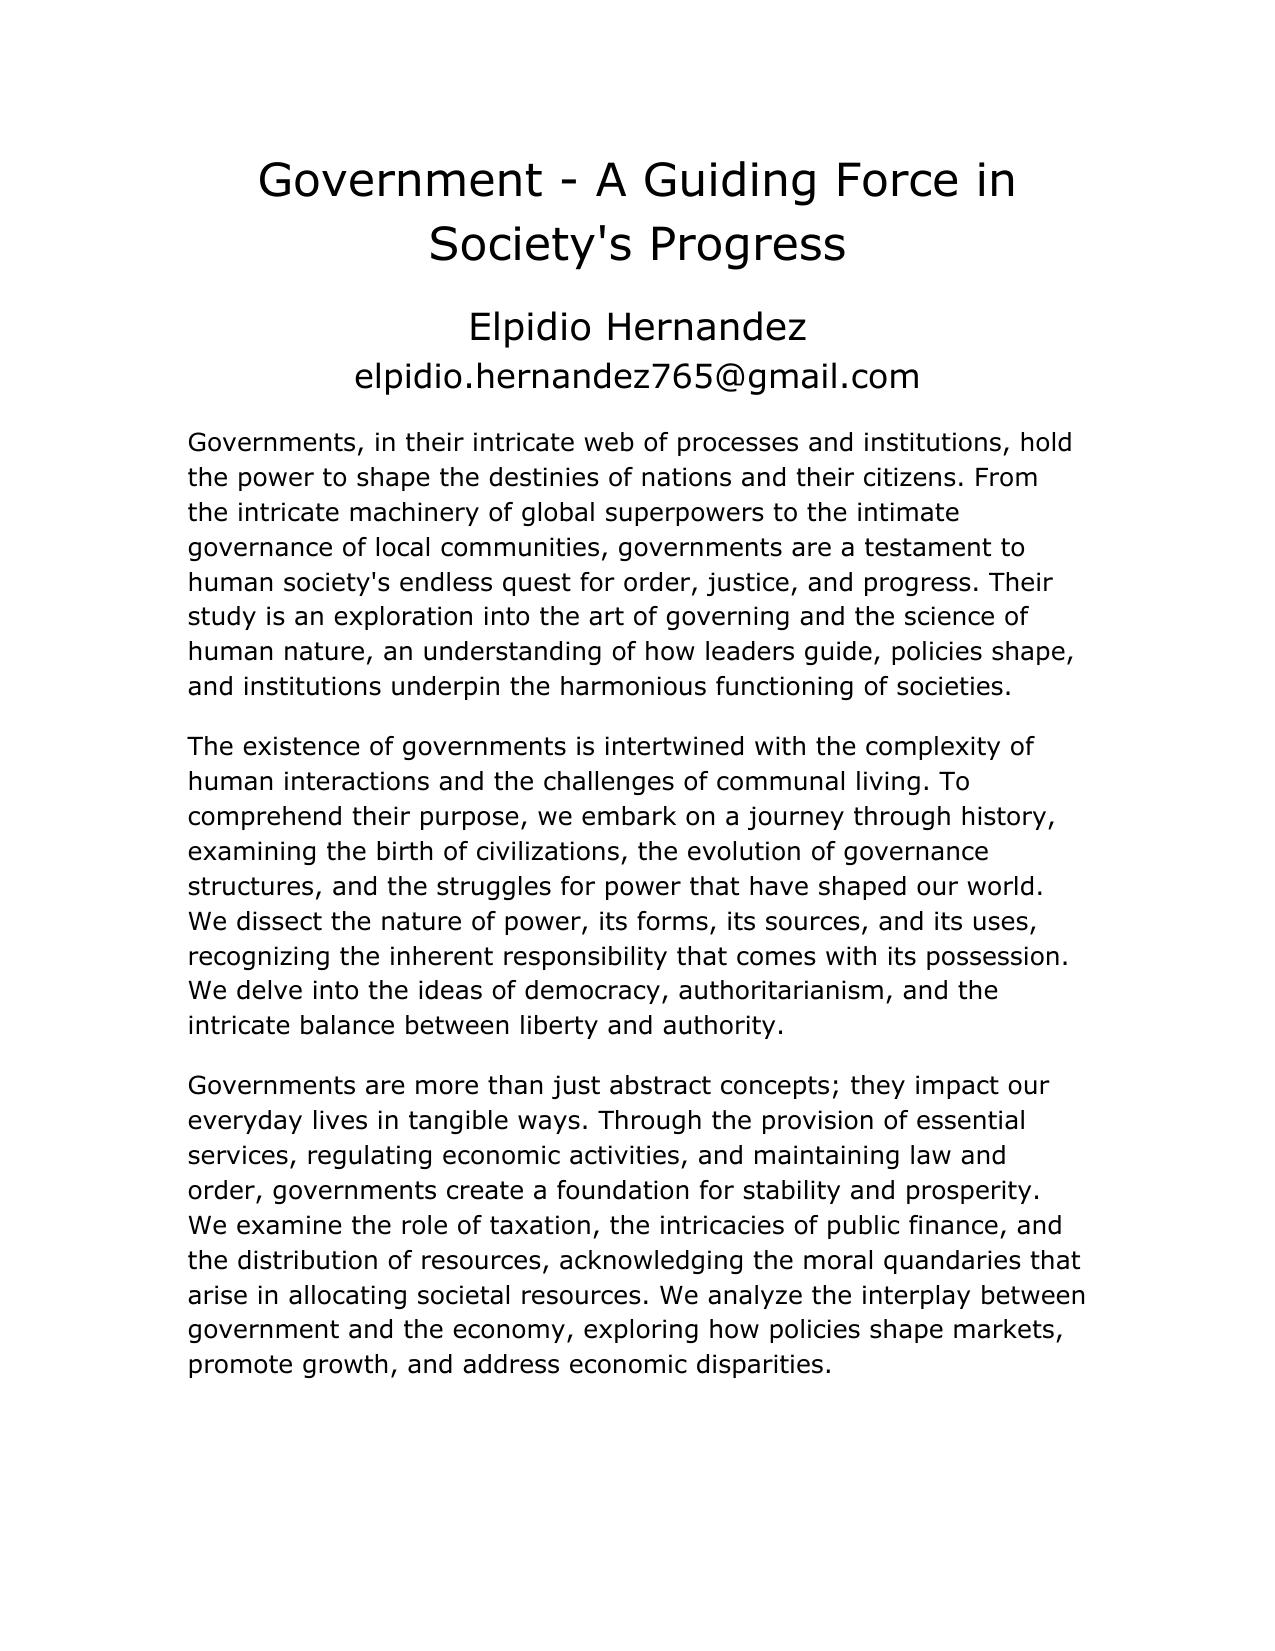 Government - A Guiding Force in
Society's Progress
Elpidio Hernandez
elpidio.hernandez765@gmail.com
Governments, in their intricate web of processes and institutions, hold
the power to shape the destinies of nations and their citizens. From
the intricate machinery of global superpowers to the intimate
governance of local communities, governments are a testament to
human society's endless quest for order, justice, and progress. Their
study is an exploration into the art of governing and the science of
human nature, an understanding of how leaders guide, policies shape,
and institutions underpin the harmonious functioning of societies.
The existence of governments is intertwined with the complexity of
human interactions and the challenges of communal living. To
comprehend their purpose, we embark on a journey through history,
examining the birth of civilizations, the evolution of governance
structures, and the struggles for power that have shaped our world.
We dissect the nature of power, its forms, its sources, and its uses,
recognizing the inherent responsibility that comes with its possession.
We delve into the ideas of democracy, authoritarianism, and the
intricate balance between liberty and authority.
Governments are more than just abstract concepts; they impact our
everyday lives in tangible ways. Through the provision of essential
services, regulating economic activities, and maintaining law and
order, governments create a foundation for stability and prosperity.
We examine the role of taxation, the intricacies of public finance, and
the distribution of resources, acknowledging the moral quandaries that
arise in allocating societal resources. We analyze the interplay between
government and the economy, exploring how policies shape markets,
promote growth, and address economic disparities.